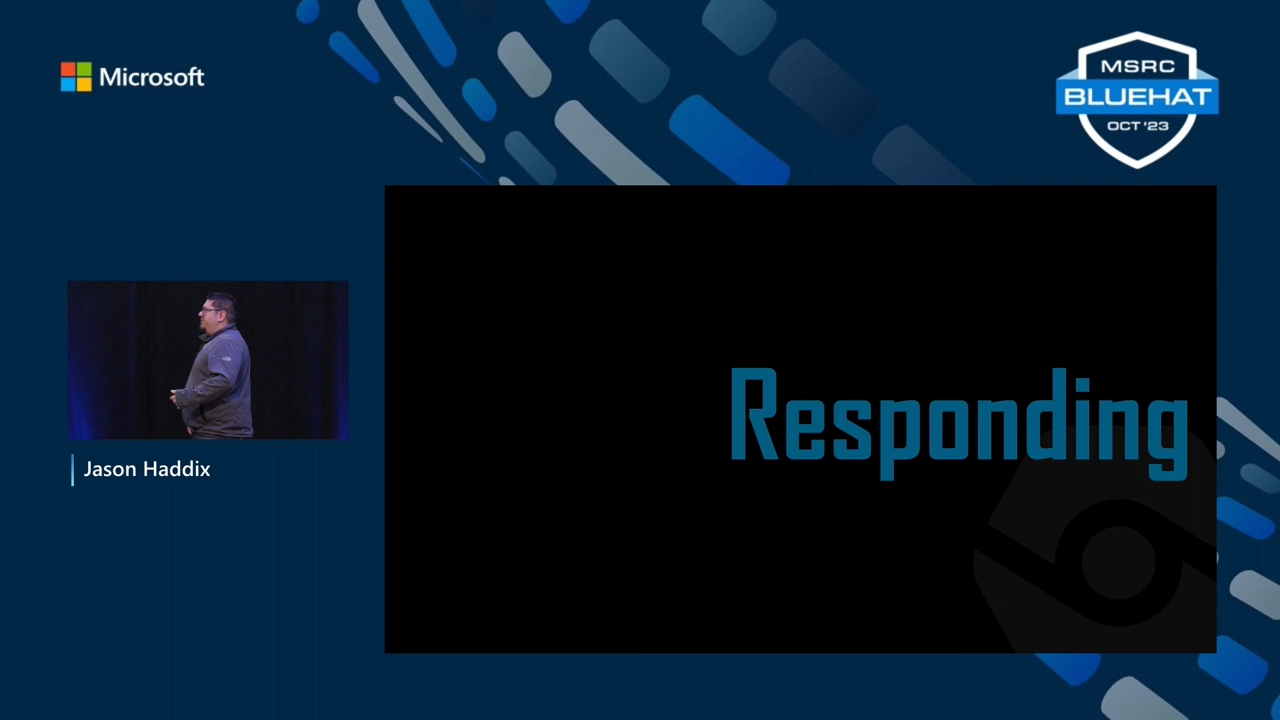 Microsoft
MSRC
BLUEHAT
OCT '23
Responding
Jason Haddix